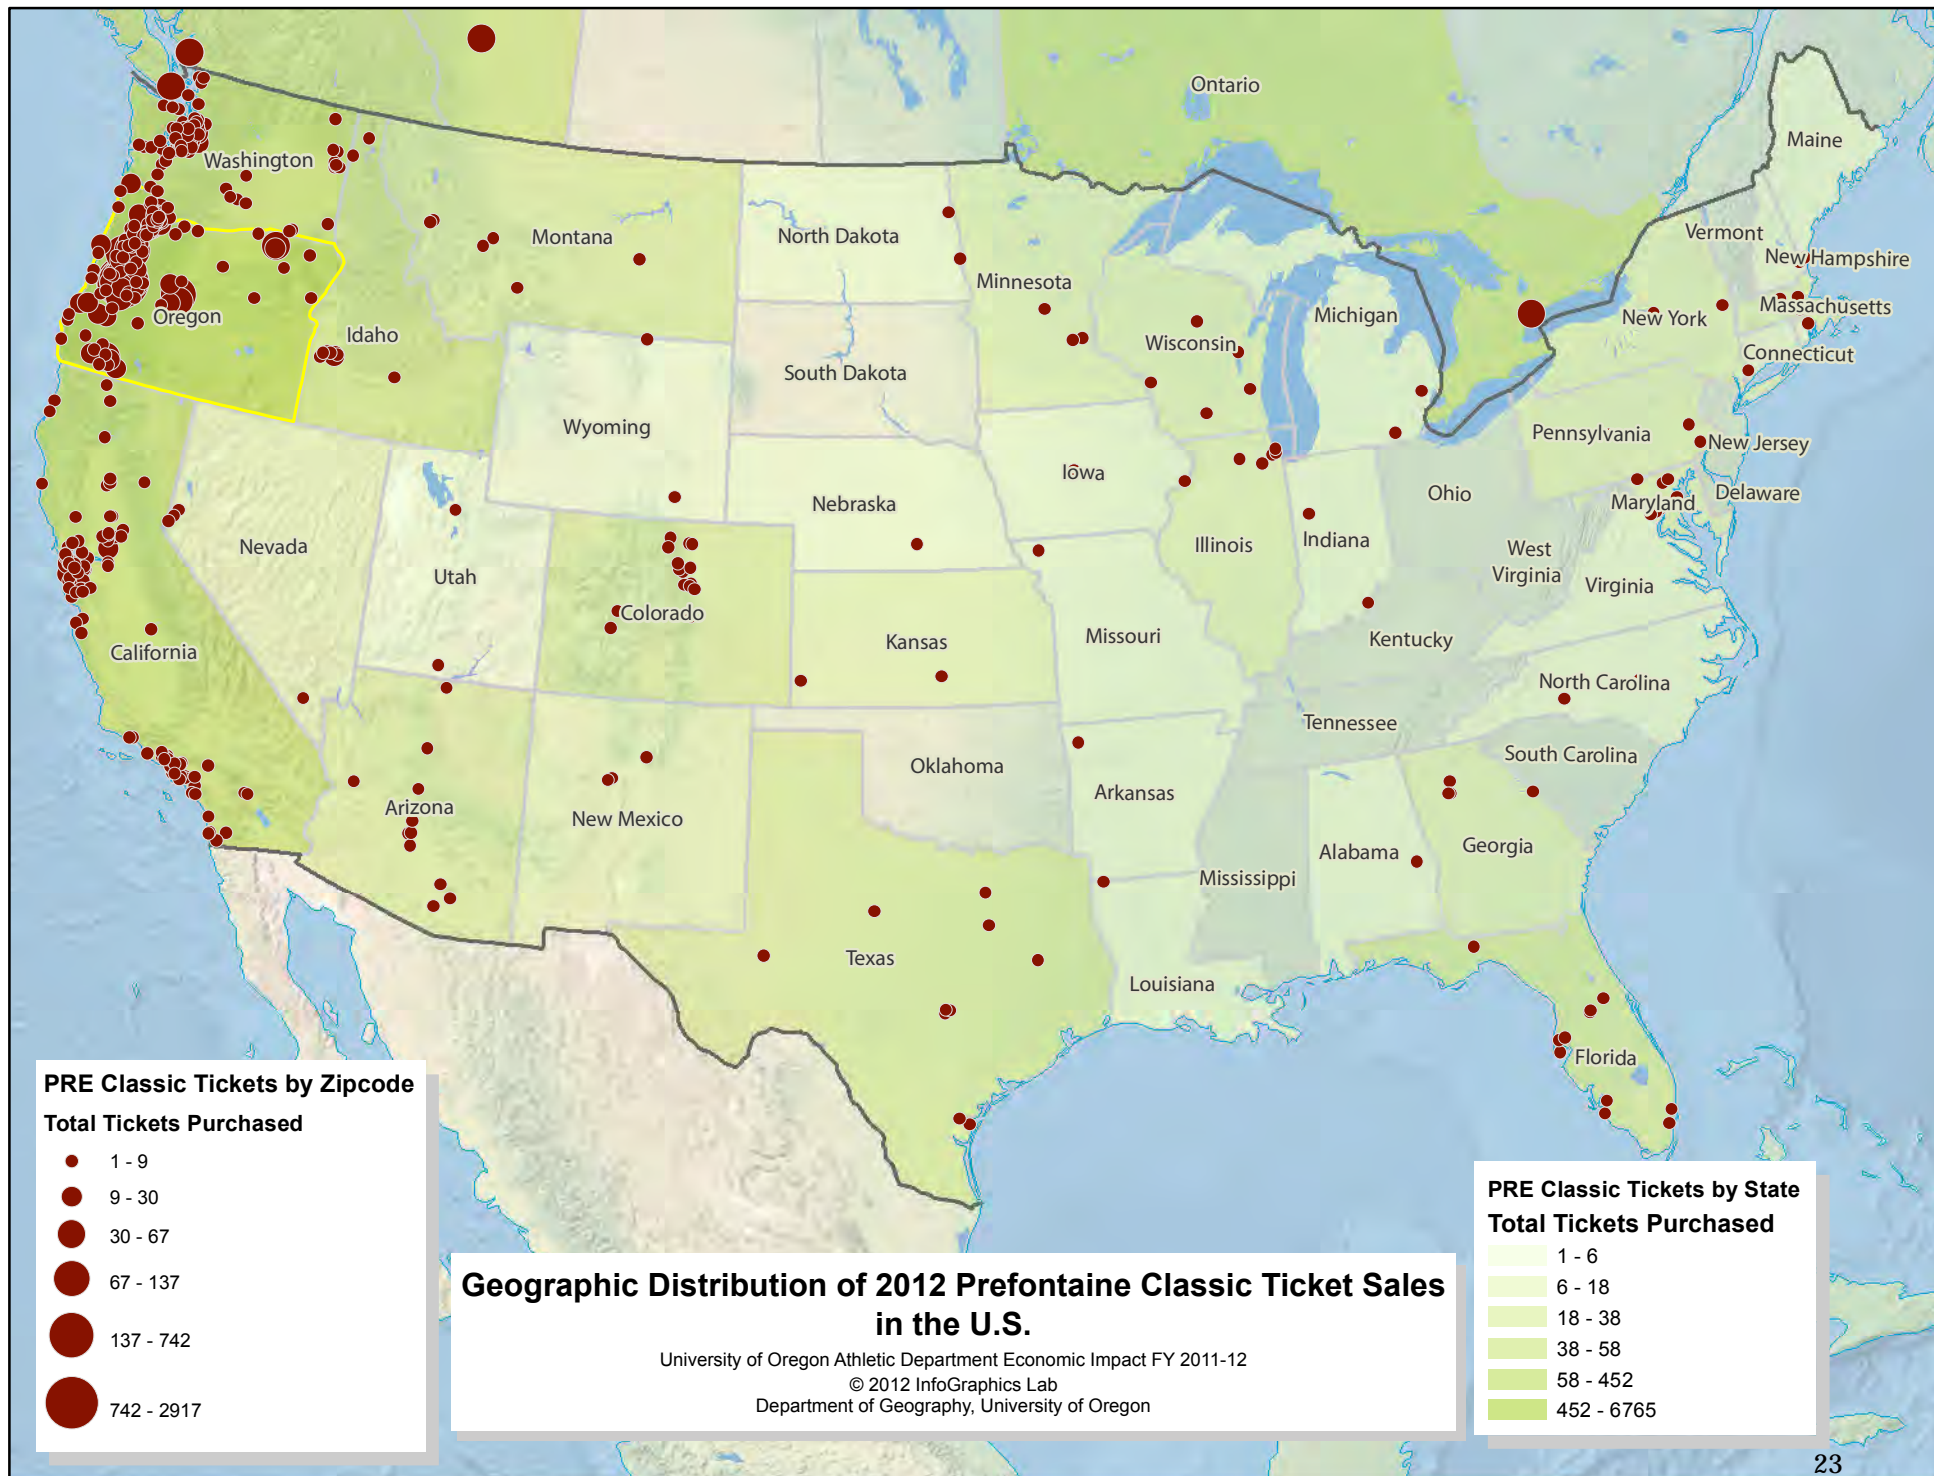 Ontario
Maine
Washington
Vermont
Montana
North Dakota
New Hampshire
Minnesota
Massachusetts
Oregon
Michigan
New York
Idaho
Wisconsin
Connecticut
South Dakota
Wyoming
Pennsylvania
New Jersey
Iowa
Ohio
Delaware
Nebraska
Maryland
Nevada
Illinois
Indiana
West
Virginia
Utah
Virginia
Colorado
Kansas
Missouri
Kentucky
California
North Carolina
Tennessee
South Carolina
Oklahoma
Arkansas
Arizona
New Mexico
Alabama
Georgia
Mississippi
Texas
Louisiana
Florida
PRE Classic Tickets by Zipcode
Total Tickets Purchased
1 - 9
9 - 30
30 - 67
67 - 137
137 - 742
742 - 2917
Geographic Distribution of 2012 Prefontaine Classic Ticket Sales
in the U.S.
University of Oregon Athletic Department Economic Impact FY 2011-12
© 2012 InfoGraphics Lab
Department of Geography, University of Oregon
PRE Classic Tickets by State
Total Tickets Purchased
1 - 6
6 - 18
18 - 38
38 - 58
58 - 452
452 - 6765
23